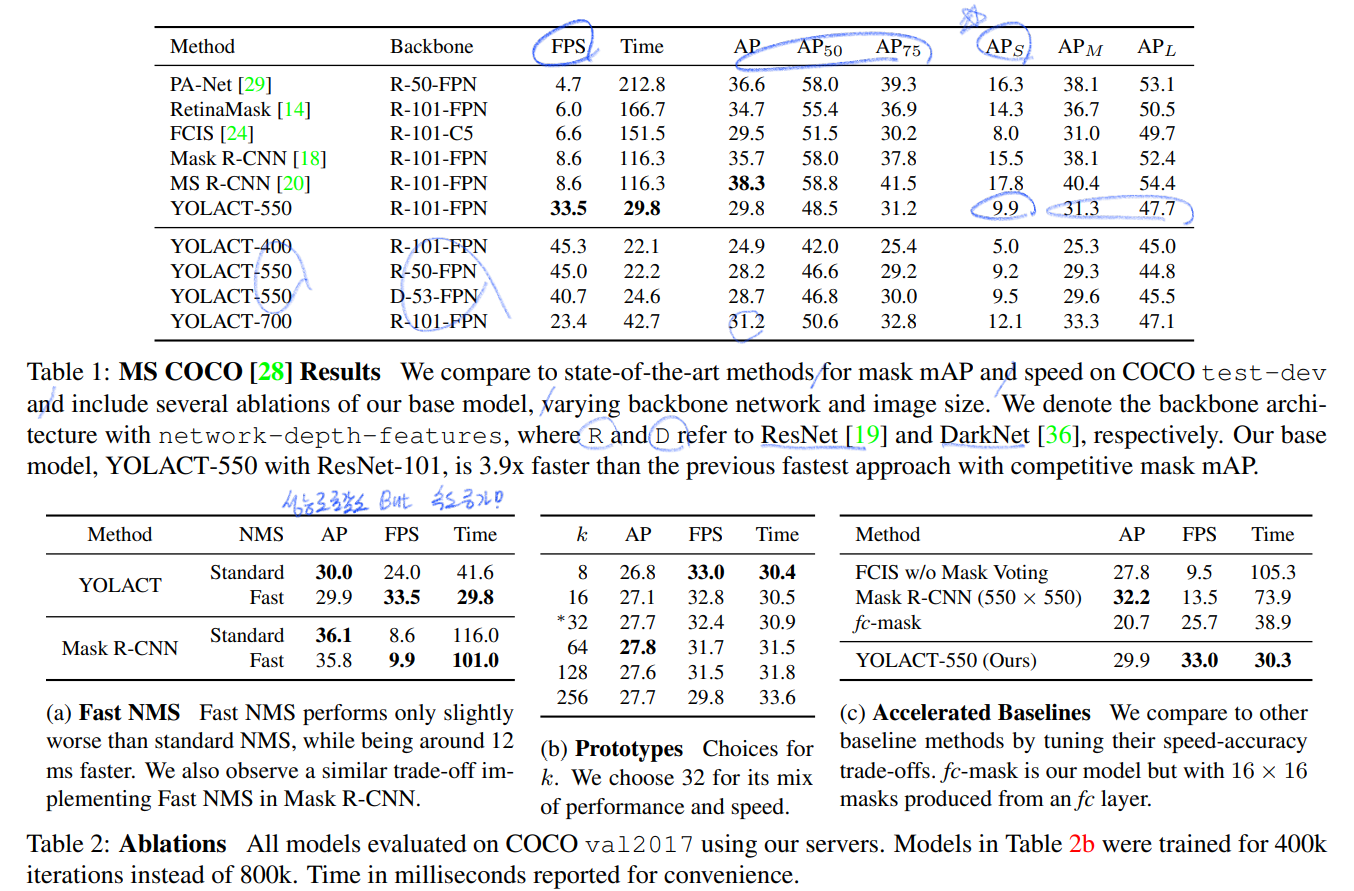 Method Backbone FPS Time AP AP50 AP75 APS APM APL
PA-Net [29] R-50-FPN 4.7 212.8 36.6 58.0 39.3 16.3 38.1 53.1
RetinaMask [14] R-101-FPN 6.0 166.7 34.7 55.4 36.9 14.3 36.7 50.5
FCIS [24] R-101-C5 6.6 151.5 29.5 51.5 30.2 8.0 31.0 49.7
Mask R-CNN [18] R-101-FPN 8.6 116.3 35.7 58.0 37.8 15.5 38.1 52.4
MS R-CNN [20] R-101-FPN 8.6 116.3 38.3 58.8 41.5 17.8 40.4 54.4
YOLACT-550 R-101-FPN 33.5 29.8 29.8 48.5 31.2 9.9 31.3 47.7
YOLACT-400 R-101-FPN 45.3 22.1 24.9 42.0 25.4 5.0 25.3 45.0
YOLACT-550 R-50-FPN 45.0 22.2 28.2 46.6 29.2 9.2 29.3 44.8
YOLACT-550 D-53-FPN 40.7 24.6 28.7 46.8 30.0 9.5 29.6 45.5
YOLACT-700 R-101-FPN 23.4 42.7 31.2 50.6 32.8 12.1 33.3 47.1
Table 1: MS COCO [28] Results We compare to state-of-the-art methods for mask mAP and speed on COCO test-dev
and include several ablations of our base model, varying backbone network and image size. We denote the backbone archi-
tecture with network-depth-features, where R and D refer to ResNet [19] and DarkNet [36], respectively. Our base
model, YOLACT-550 with ResNet-101, is 3.9x faster than the previous fastest approach with competitive mask mAP.
But
Method NMS AP FPS Time
YOLACT Standard 30.0 24.0 41.6
Fast 29.9 33.5 29.8
Mask R-CNN Standard 36.1 8.6 116.0
Fast 35.8 9.9 101.0
(a) Fast NMS Fast NMS performs only slightly
worse than standard NMS, while being around 12
ms faster. We also observe a similar trade-off im-
plementing Fast NMS in Mask R-CNN.
k AP FPS Time
8 26.8 33.0 30.4
16 27.1 32.8 30.5
*32 27.7 32.4 30.9
64 27.8 31.7 31.5
128 27.6 31.5 31.8
256 27.7 29.8 33.6
(b) Prototypes Choices for
k. We choose 32 for its mix
of performance and speed.
Method AP FPS Time
FCIS w/o Mask Voting 27.8 9.5 105.3
Mask R-CNN (550 × 550) 32.2 13.5 73.9
fc-mask 20.7 25.7 38.9
YOLACT-550 (Ours) 29.9 33.0 30.3
(c) Accelerated Baselines We compare to other
baseline methods by tuning their speed-accuracy
trade-offs. fc-mask is our model but with 16 × 16
masks produced from an fc layer.
Table 2: Ablations All models evaluated on COCO val2017 using our servers. Models in Table 2b were trained for 400k
iterations instead of 800k. Time in milliseconds reported for convenience.